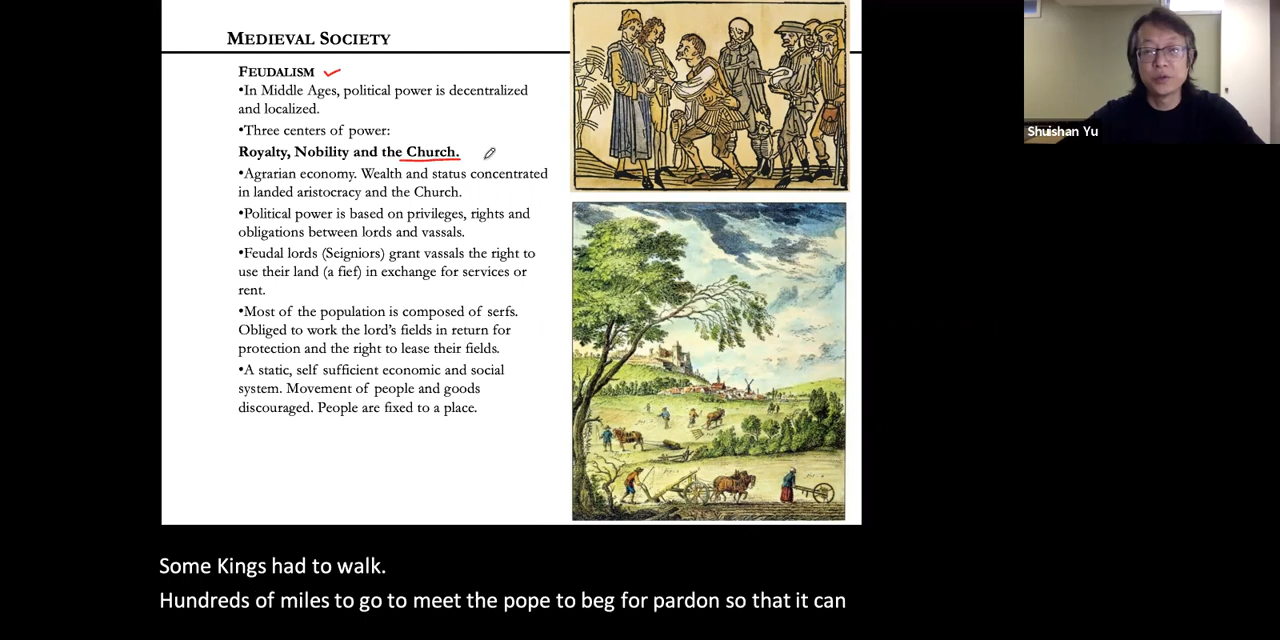 MEDIEVAL SOCIETY
FEUDALISM
•In Middle Ages, political power is decentralized
and localized.
•Three centers of power:
Royalty, Nobility and the Church.
•Agrarian economy. Wealth and status concentrated
in landed aristocracy and the Church.
•Political power is based on privileges, rights and
obligations between lords and vassals.
•Feudal lords (Seigniors) grant vassals the right to
use their land (a fief) in exchange for services or
rent.
•Most of the population is composed of serfs.
Obliged to work the lord's fields in return for
protection and the right to lease their fields.
•A static, self sufficient economic and social
system. Movement of people and goods
discouraged. People are fixed to a place.
Shuishan Yu
Some Kings had to walk.
Hundreds of miles to go to meet the pope to beg for pardon so that it can